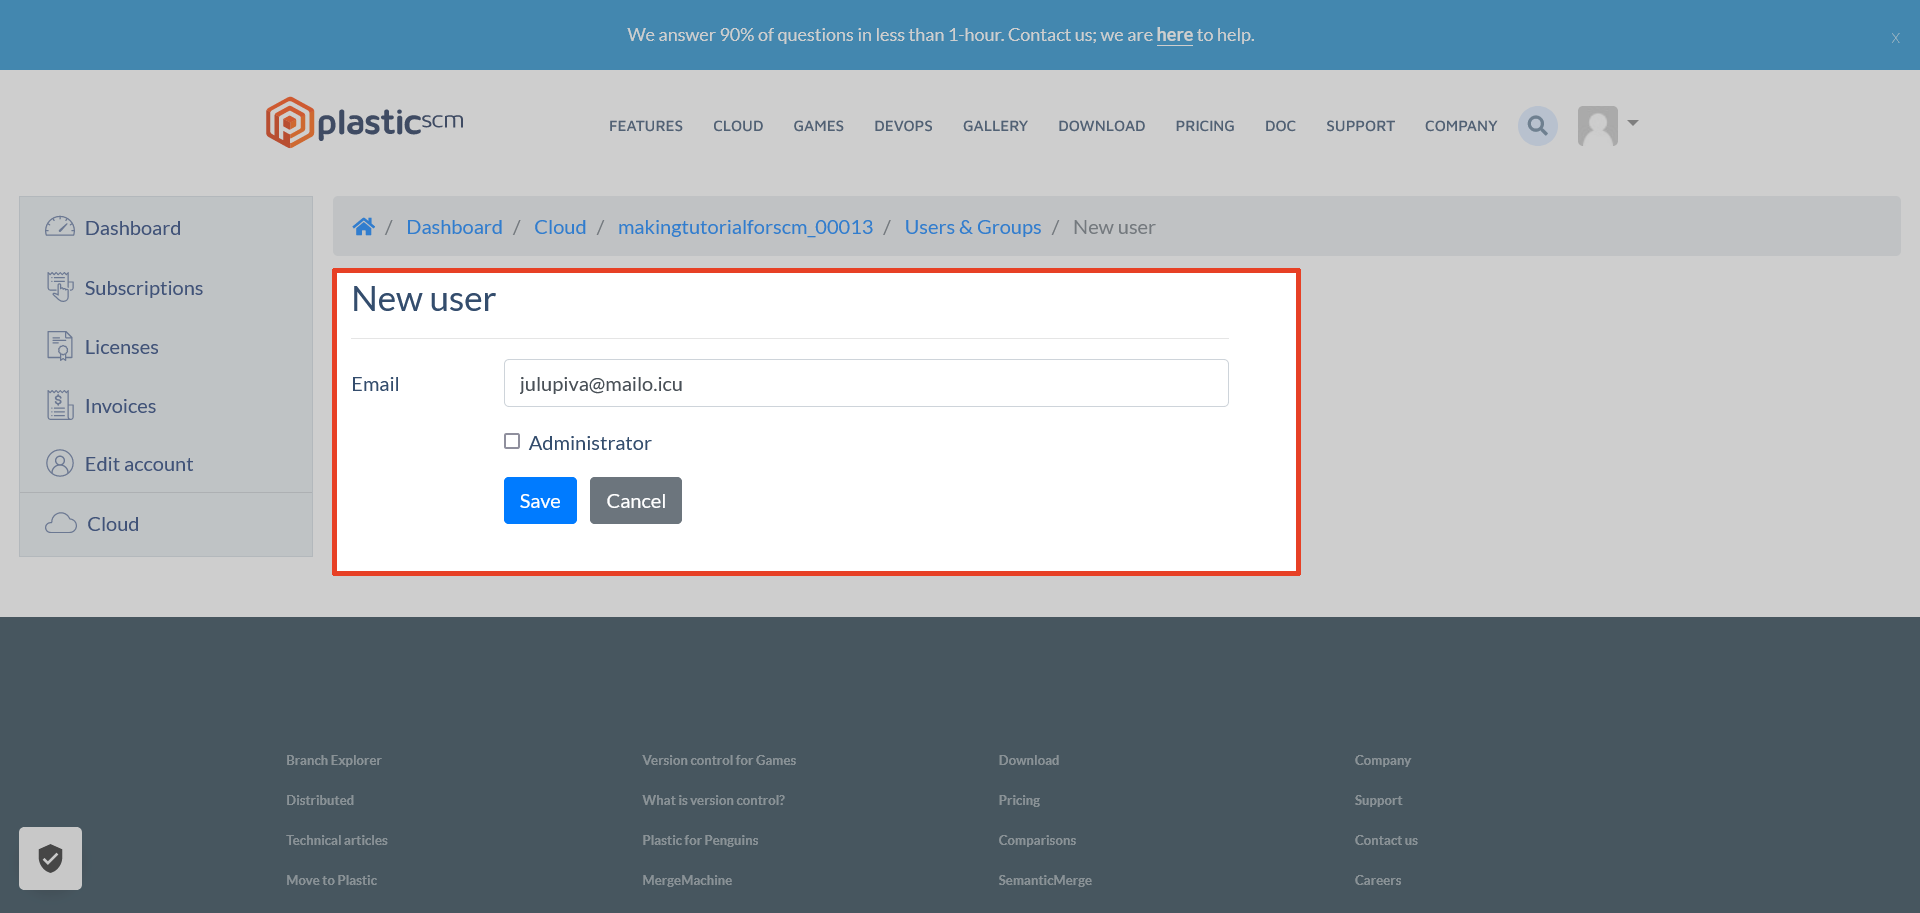 We answer 90% of questions in less than 1-hour. Contact us; we are here to help.
x
plasticscm
FEATURES CLOUD GAMES DEVOPS GALLERY DOWNLOAD PRICING DOC SUPPORT COMPANY
Dashboard
Subscriptions
Licenses
Invoices
Edit account
Cloud
/ Dashboard / Cloud / makingtutorialforscm_00013 / Users & Groups / New user
New user
Email julupiva@mailo.icu
Administrator
Save Cancel
Branch Explorer Version control for Games Download Company
Distributed What is version control? Pricing Support
Technical articles Plastic for Penguins Comparisons Contact us
Move to Plastic MergeMachine SemanticMerge Careers